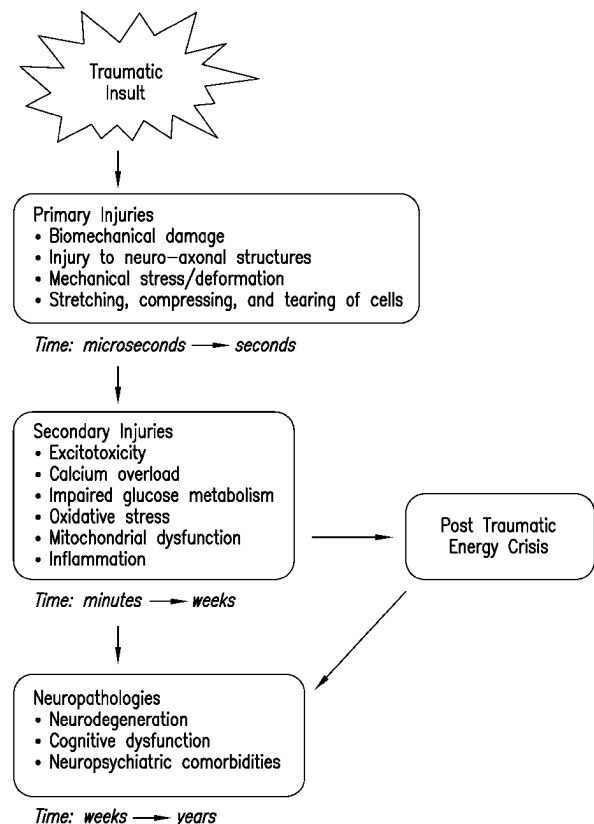 Traumatic
Insult
Primary Injuries
• Biomechanical damage
• Injury to neuro-axonal structures
• Mechanical stress/deformation
• Stretching, compressing, and tearing of cells
Time: microseconds → seconds
Secondary Injuries
• Excitotoxicity
• Calcium overload
• Impaired glucose metabolism
• Oxidative stress
• Mitochondrial dysfunction
• Inflammation
Time: minutes → weeks
Post Traumatic
Energy Crisis
Neuropathologies
• Neurodegeneration
• Cognitive dysfunction
• Neuropsychiatric comorbidities
Time: weeks → years